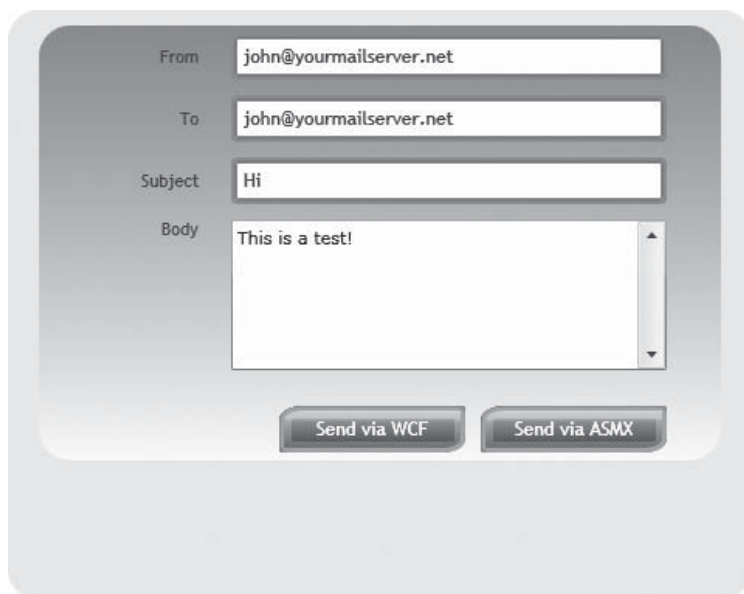 From john@yourmailserver.net
To john@yourmailserver.net
Subject Hi
Body This is a test!
Send via WCF Send via ASMX